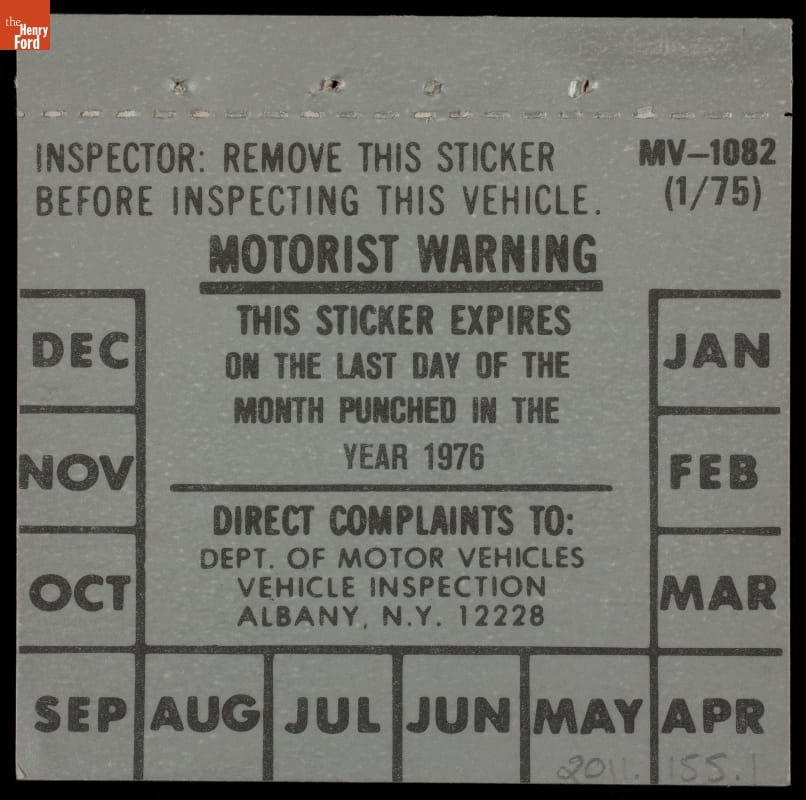 the
Henry
Ford
INSPECTOR: REMOVE THIS STICKER
BEFORE INSPECTING THIS VEHICLE.
MV-1082
(1/75)
MOTORIST WARNING
THIS STICKER EXPIRES
ON THE LAST DAY OF THE
MONTH PUNCHED IN THE
YEAR 1976
DIRECT COMPLAINTS TO:
DEPT. OF MOTOR VEHICLES
VEHICLE INSPECTION
ALBANY, N.Y. 12228
DEC
JAN
NOV
FEB
OCT
MAR
SEP AUG JUL JUN MAY APR
2011.155.1